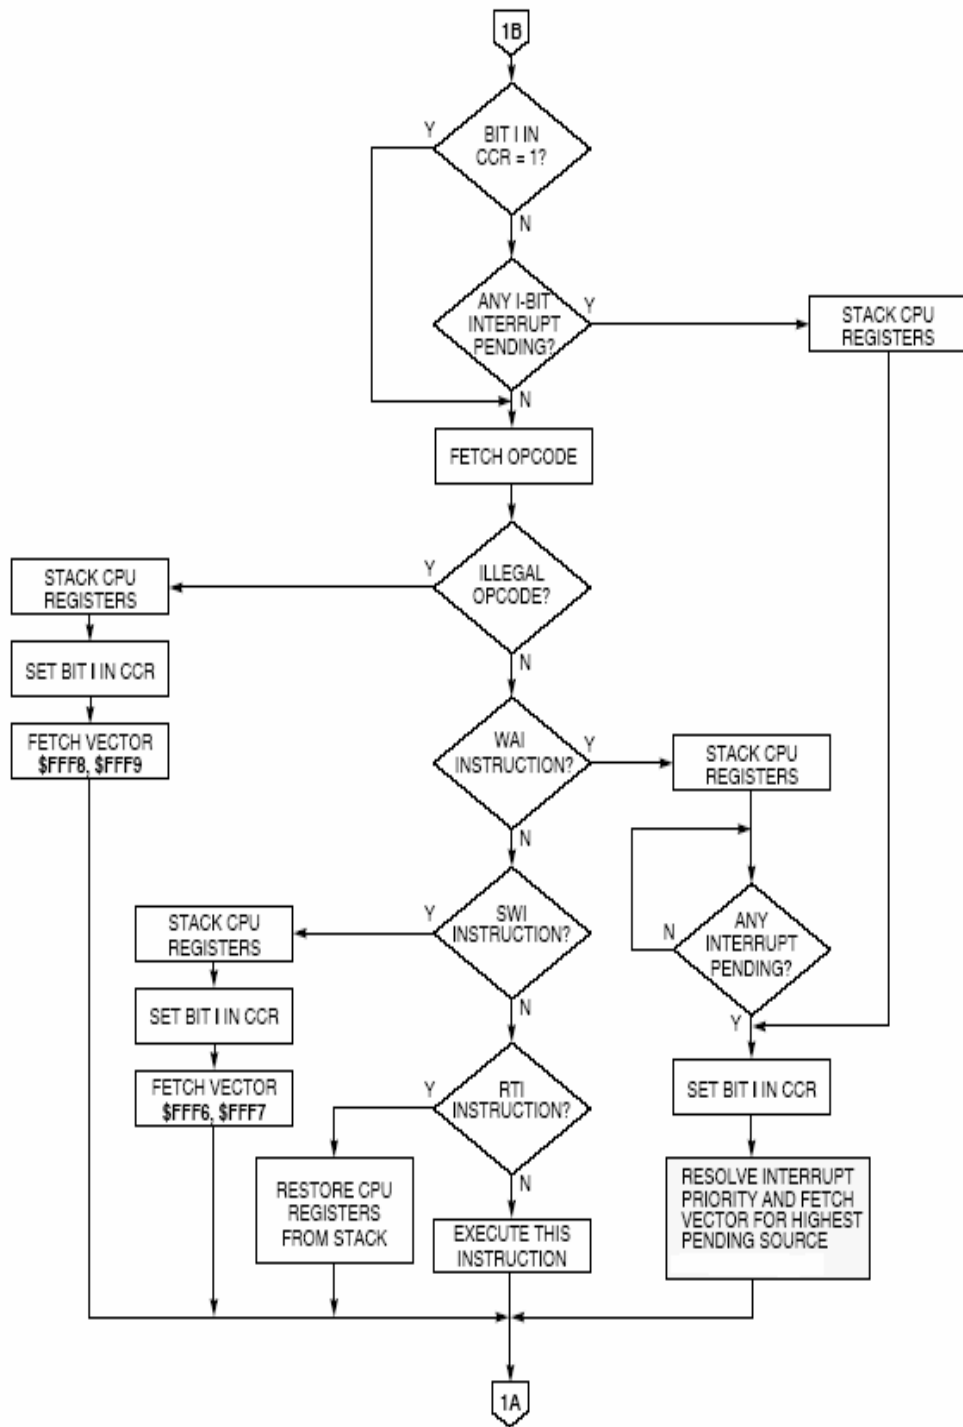 1B
Y
BIT I IN
CCR = 1?
N
ANY I-BIT
INTERRUPT
PENDING?
Y
STACK CPU
REGISTERS
N
FETCH OPCODE
STACK CPU
REGISTERS
Y
ILLEGAL
OPCODE?
N
SET BIT I IN CCR
FETCH VECTOR
$FFF8, $FFF9
WAI
INSTRUCTION?
Y
STACK CPU
REGISTERS
N
STACK CPU
REGISTERS
Y
SWI
INSTRUCTION?
N
ANY
INTERRUPT
PENDING?
N
Y
SET BIT I IN CCR
FETCH VECTOR
$FFF6, $FFF7
Y
RTI
INSTRUCTION?
N
SET BIT I IN CCR
RESTORE CPU
REGISTERS
FROM STACK
EXECUTE THIS
INSTRUCTION
RESOLVE INTERRUPT
PRIORITY AND FETCH
VECTOR FOR HIGHEST
PENDING SOURCE
1A